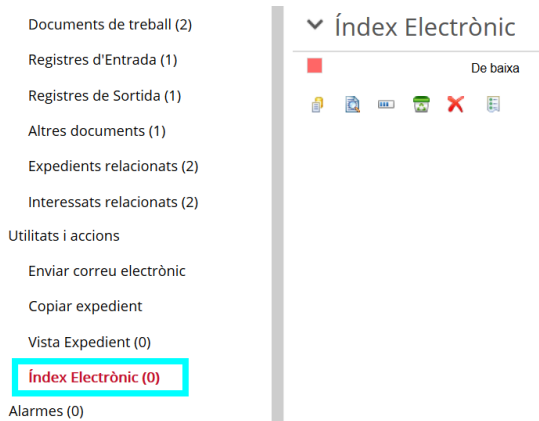 Documents de treball (2)
Registres d'Entrada (1)
Registres de Sortida (1)
Altres documents (1)
Expedients relacionats (2)
Interessats relacionats (2)
Utilitats i accions
Enviar correu electrònic
Copiar expedient
Vista Expedient (0)
Índex Electrònic (0)
Alarmes (0)
Índex Electrònic
De baixa